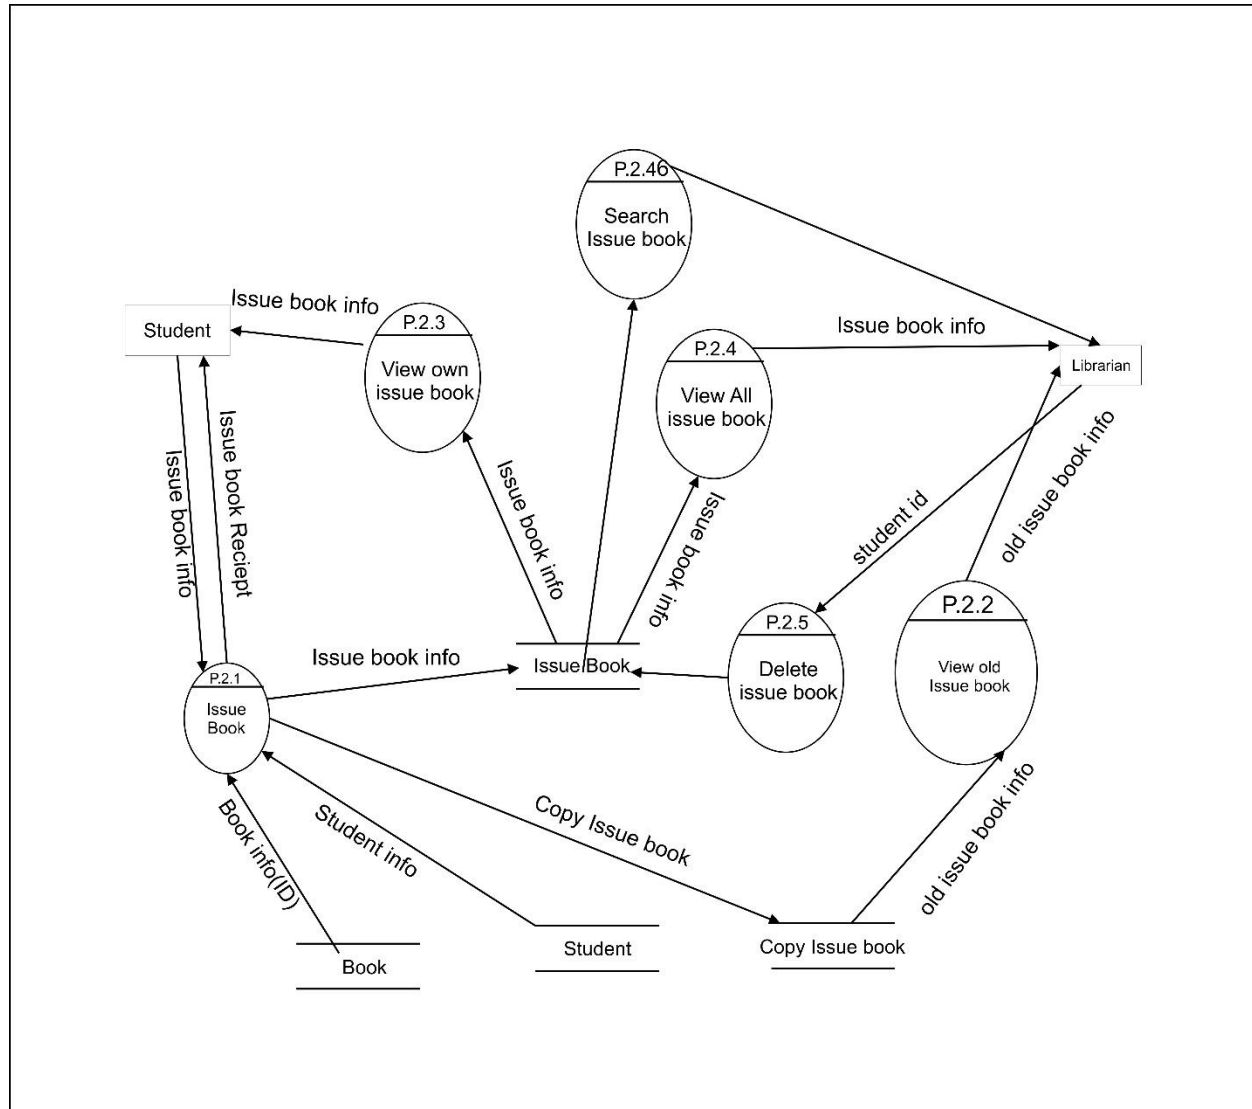 P.2.46
Search
Issue book
Issue book info
Student
P.2.3
View own
issue book
P.2.4
View All
issue book
Issue book info
Librarian
Issue book info
Issue book Reciept
Issue book info
Issue book info
student id
old issue book info
P.2.1
Issue
Book
Issue book info
Issue Book
P.2.5
Delete
issue book
P.2.2
View old
Issue book
Book info(ID)
Student info
Copy Issue book
old issue book info
Book
Student
Copy Issue book